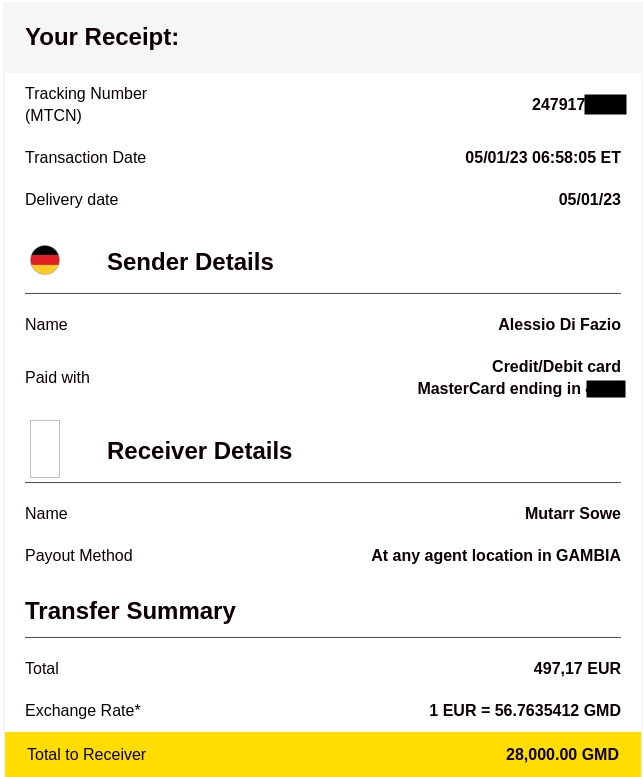 Your Receipt:
Tracking Number
(MTCN)
247917
Transaction Date
05/01/23 06:58:05 ET
Delivery date
05/01/23
Sender Details
Name
Alessio Di Fazio
Paid with
Credit/Debit card
MasterCard ending in
Receiver Details
Name
Mutarr Sowe
Payout Method
At any agent location in GAMBIA
Transfer Summary
Total
497,17 EUR
Exchange Rate*
1 EUR = 56.7635412 GMD
Total to Receiver
28,000.00 GMD